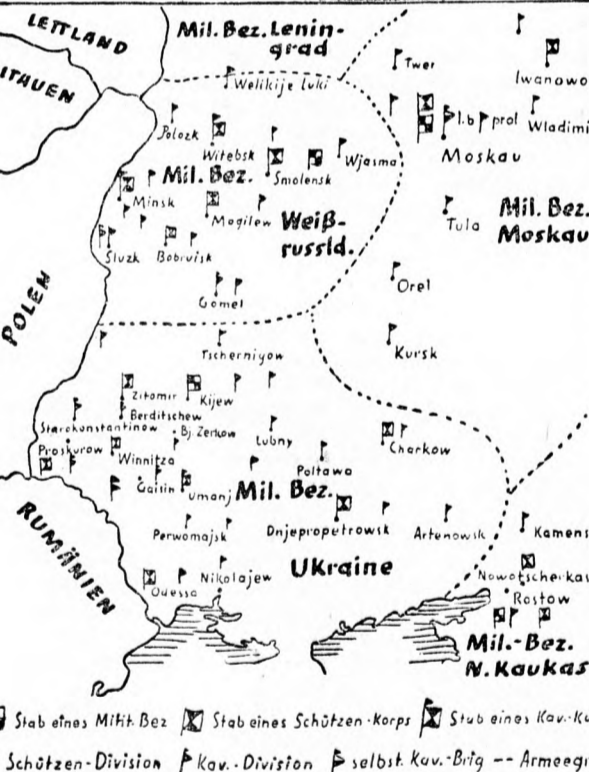 LETTLAND
ITAUEN
Mil. Bez. Lenin-
grad
Welikije Luki
Twer
Iwanowo
Polozk
Witebsk
Mil. Bez.
Smolensk
Wjasma
l.b
prol
Wladimi
Moskau
Minsk
Mogilew
Weiß-
russld.
Tula
Mil. Bez.
Moskau
Sluzk
Bobruisk
Gomel
Orel
POLEN
Tschernigow
Kursk
Zitomir
Kijew
Berditschew
Starokonstantinow
Bj. Zerkow
Lubny
Charkow
Proskurow
Winnitza
Poltawa
Gaisin
Umanj
Mil. Bez.
Perwomajsk
Dnjepropetrowsk
Artenowsk
Kamens
RUMÄNIEN
Ukraine
Odessa
Nikolajew
Nowotscherkas
Rostow
Mil.-Bez.
N. Kaukas
Stab eines Milit. Bez
Stab eines Schützen-Korps
Stab eines Kav.-Ko
Schützen-Division
Kav.-Division
selbst. Kav.-Brig
-- Armeegr